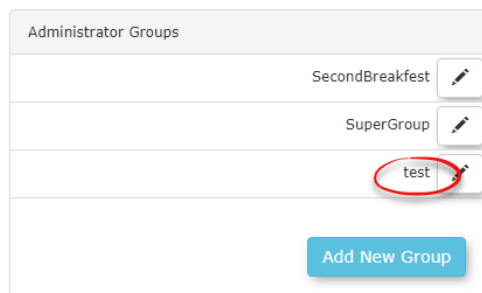 Administrator Groups
SecondBreakfest
SuperGroup
test
Add New Group